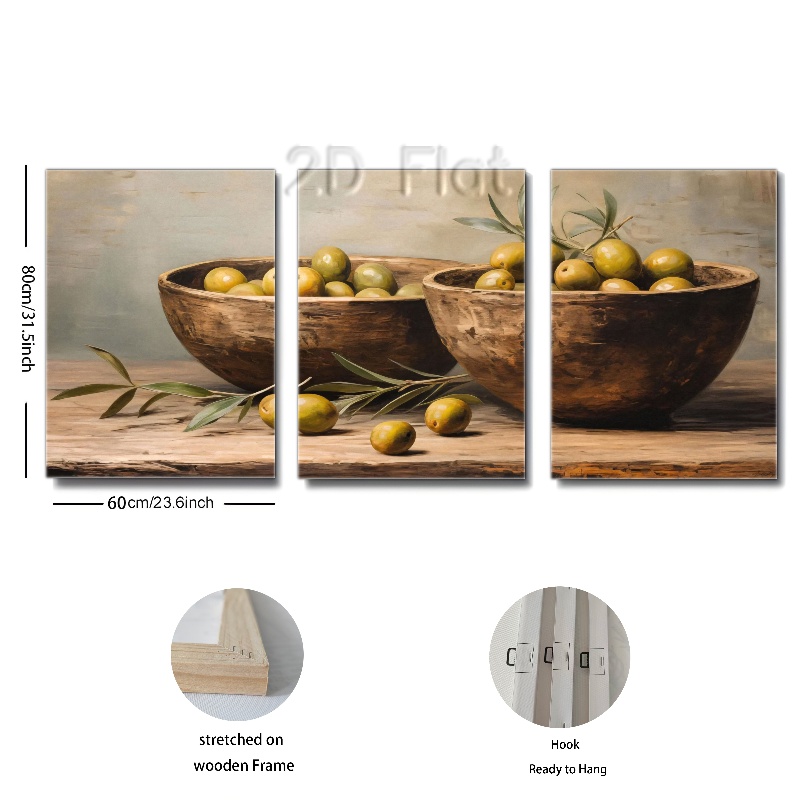 2D Flat
80cm/31.5inch
60cm/23.6inch
stretched on
wooden Frame
Hook
Ready to Hang